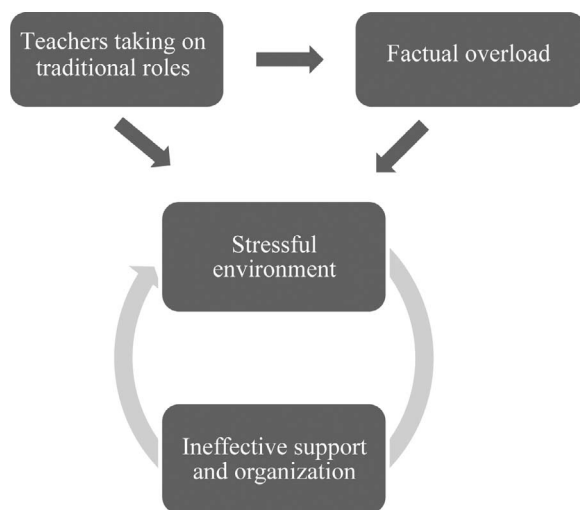 Teachers taking on
traditional roles
Factual overload
Stressful
environment
Ineffective support
and organization